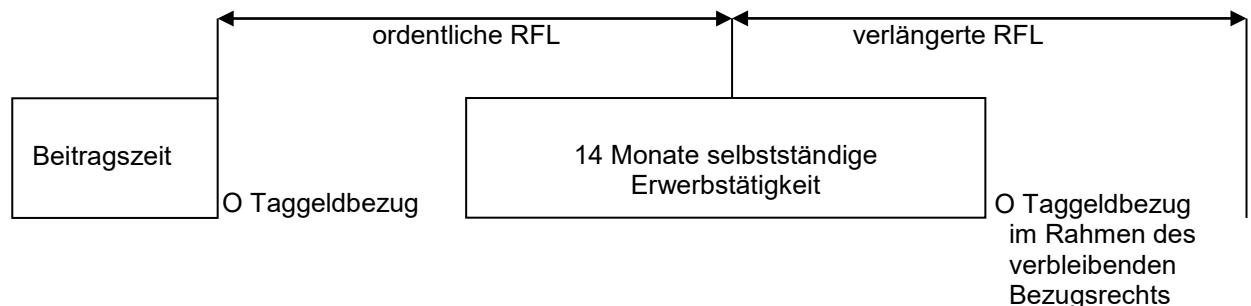 ordentliche RFL
verlängerte RFL
Beitragszeit
14 Monate selbstständige
Erwerbstätigkeit
O Taggeldbezug
O Taggeldbezug
im Rahmen des
verbleibenden
Bezugsrechts